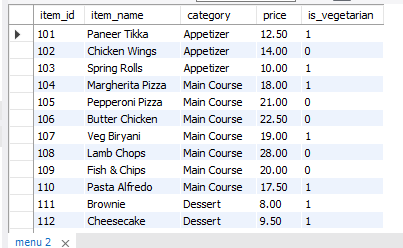 item_id item_name category price is_vegetarian
101 Paneer Tikka Appetizer 12.50 1
102 Chicken Wings Appetizer 14.00 0
103 Spring Rolls Appetizer 10.00 1
104 Margherita Pizza Main Course 18.00 1
105 Pepperoni Pizza Main Course 21.00 0
106 Butter Chicken Main Course 22.50 0
107 Veg Biryani Main Course 19.00 1
108 Lamb Chops Main Course 28.00 0
109 Fish & Chips Main Course 20.00 0
110 Pasta Alfredo Main Course 17.50 1
111 Brownie Dessert 8.00 1
112 Cheesecake Dessert 9.50 1
menu 2